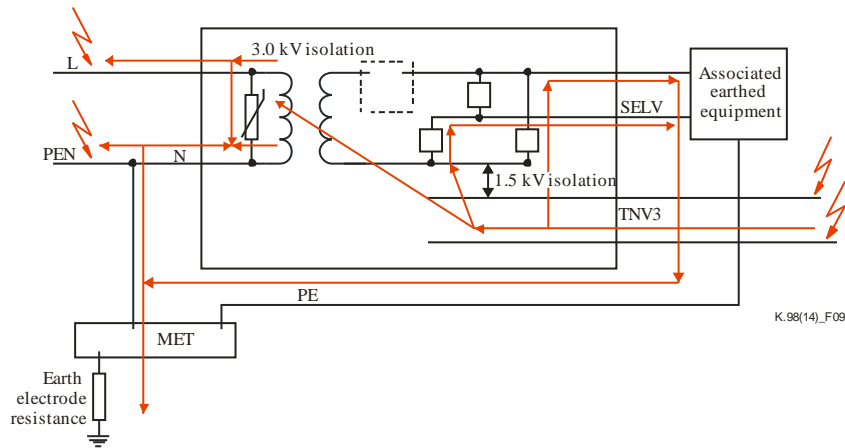 3.0 kV isolation
L
Associated
earthed
equipment
SELV
PEN
N
1.5 kV isolation
TNV3
PE
K.98(14)_F09
MET
Earth
electrode
resistance